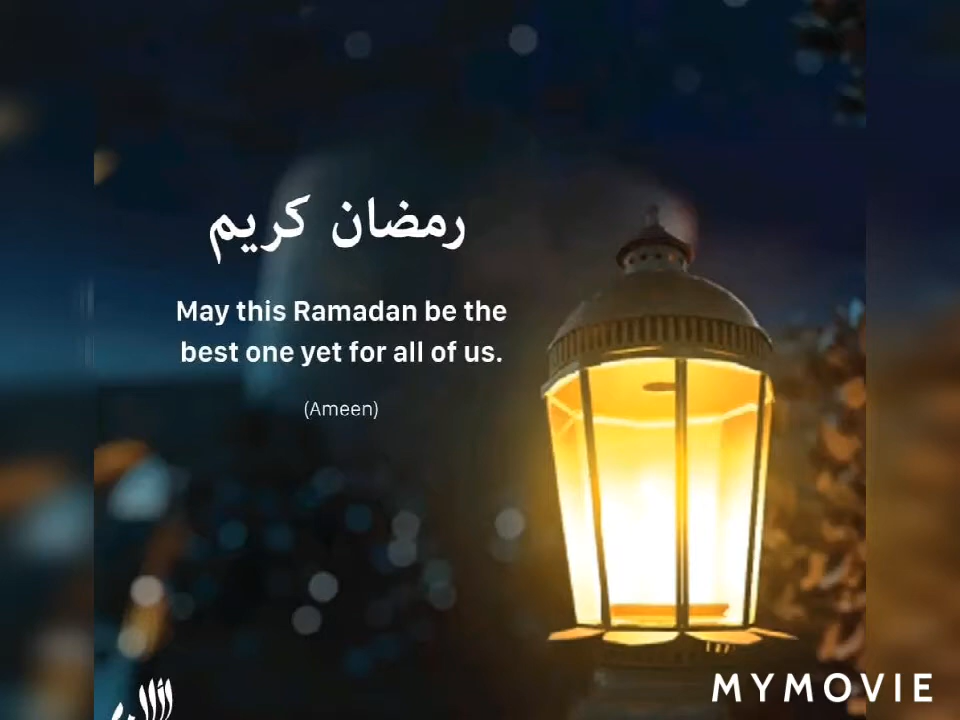 رمضان كريم
May this Ramadan be the
best one yet for all of us.
(Ameen)
MYMOVIE